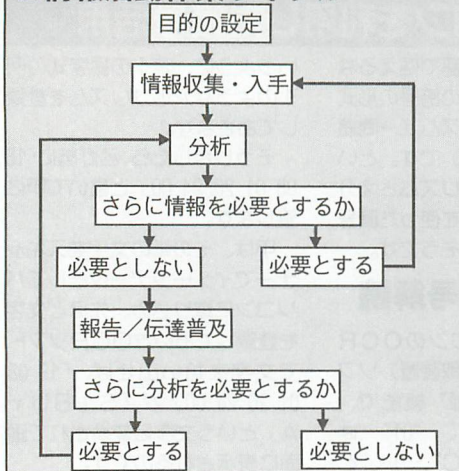 目的の設定
情報収集・入手
分析
さらに情報を必要とするか
必要としない
必要とする
報告／伝達普及
さらに分析を必要とするか
必要とする
必要としない